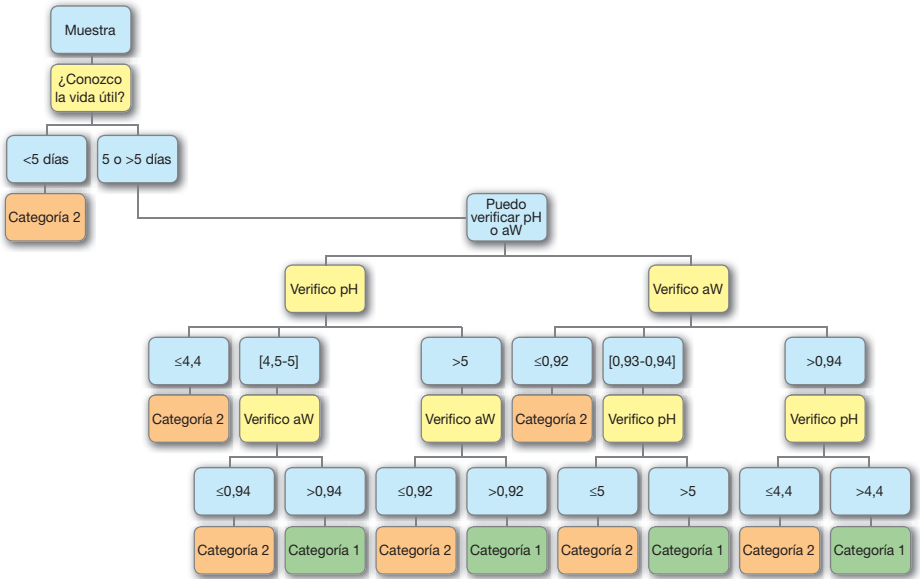 Muestra
¿Conozco
la vida útil?
<5 días
5 o >5 días
Categoría 2
Puedo
verificar pH
o aW
Verifico pH
Verifico aW
≤4,4
[4,5-5]
>5
≤0,92
[0,93-0,94]
>0,94
Categoría 2
Verifico aW
Verifico aW
Categoría 2
Verifico pH
Verifico pH
≤0,94
>0,94
≤0,92
>0,92
≤5
>5
≤4,4
>4,4
Categoría 2
Categoría 1
Categoría 2
Categoría 1
Categoría 2
Categoría 1
Categoría 2
Categoría 1